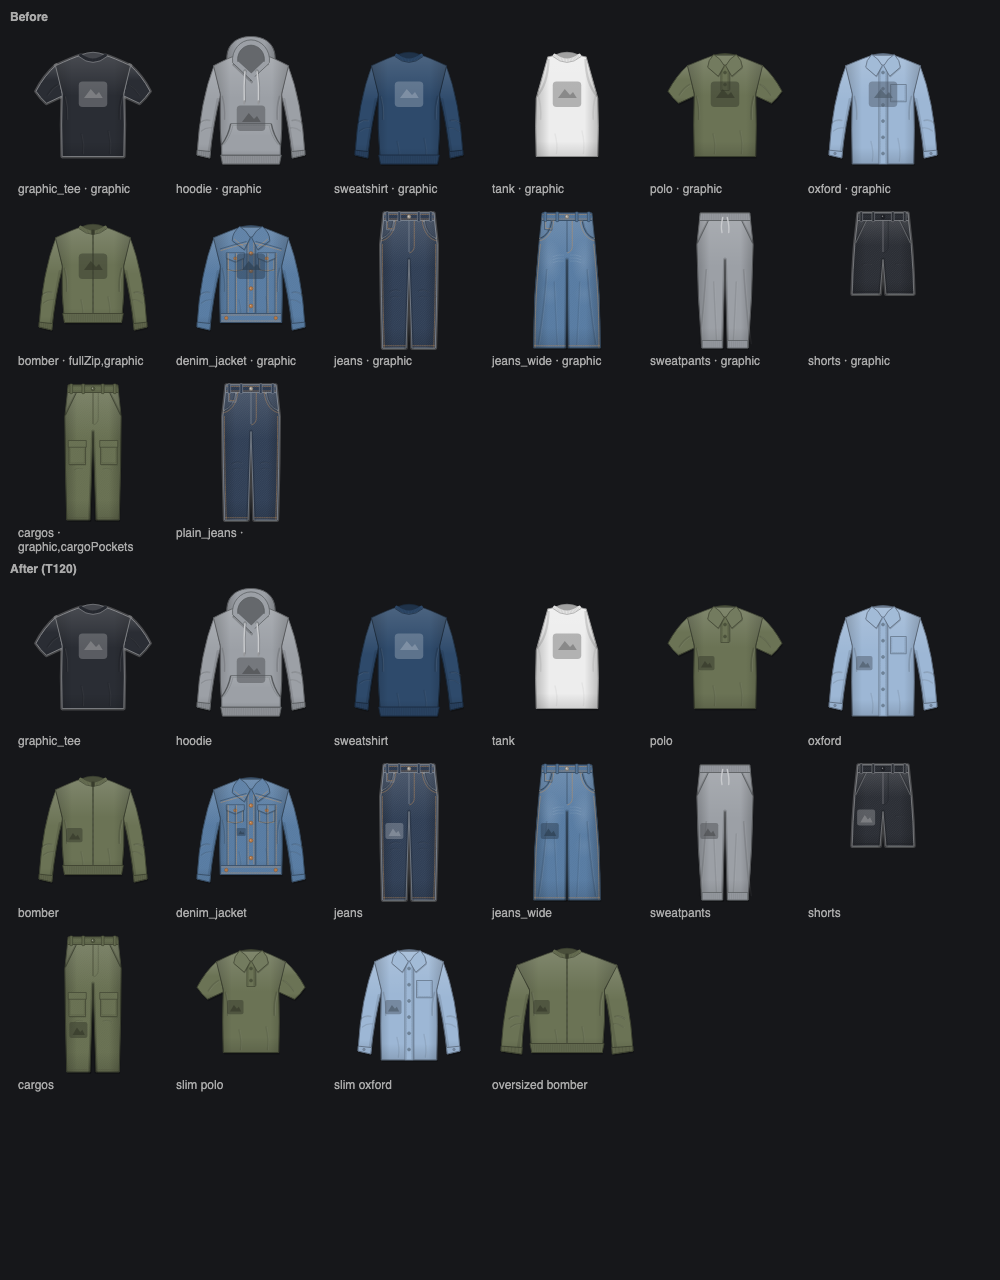 Before
graphic_tee · graphic
hoodie · graphic
sweatshirt · graphic
tank · graphic
polo · graphic
oxford · graphic
bomber · fullZip,graphic
denim_jacket · graphic
jeans · graphic
jeans_wide · graphic
sweatpants · graphic
shorts · graphic
cargos ·
graphic,cargoPockets
plain_jeans ·
After (T120)
graphic_tee
hoodie
sweatshirt
tank
polo
oxford
bomber
denim_jacket
jeans
jeans_wide
sweatpants
shorts
cargos
slim polo
slim oxford
oversized bomber